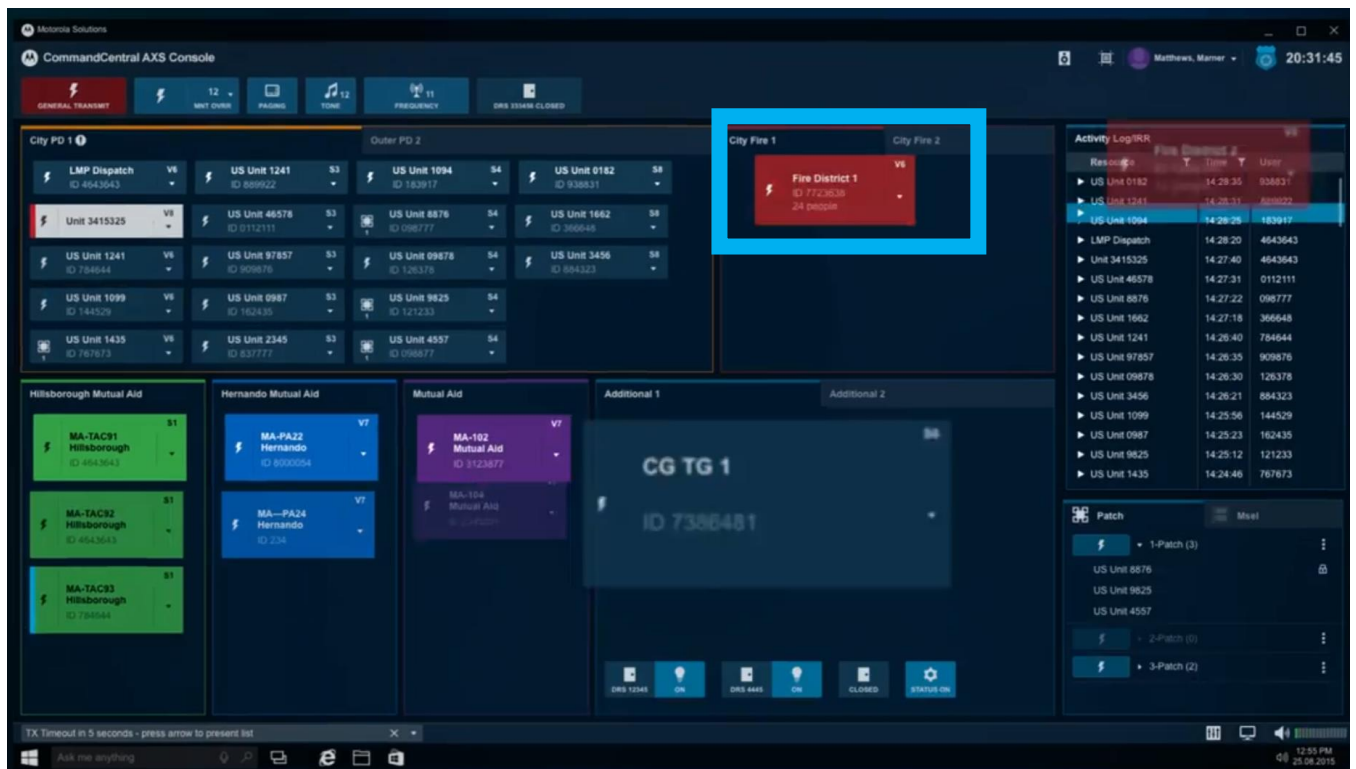 Motorola Solutions
CommandCentral AXS Console
Matthews, Marner
20:31:45
GENERAL TRANSMIT
12
MNT OVRR
PAGING
12
TONE
11
FREQUENCY
DRS 333456 CLOSED
City PD 1
Outer PD 2
LMP Dispatch V6
ID 4643643
US Unit 1241 S3
ID 889922
US Unit 1094 S4
ID 183917
US Unit 0182 S8
ID 938831
Unit 3415325 V8
US Unit 46578 S3
ID 0112111
US Unit 8876 S4
ID 098777
1
US Unit 1662 S8
ID 366648
US Unit 1241 V6
ID 784644
US Unit 97857 S3
ID 909876
US Unit 09878 S4
ID 126378
US Unit 3456 S8
ID 884323
US Unit 1099 V6
ID 144529
US Unit 0987 S3
ID 162435
US Unit 9825 S4
ID 121233
1
US Unit 1435 V6
ID 767673
1
US Unit 2345 S3
ID 837777
US Unit 4557 S4
ID 098877
1
City Fire 1
City Fire 2
V6
Fire District 1
ID 7723638
24 people
Activity Log/IRR
Fire District 2
V6
Resource Time User
US Unit 0182 14:28:35 938831
US Unit 1241 14:28:31 889922
US Unit 1094 14:28:25 183917
LMP Dispatch 14:28:20 4643643
Unit 3415325 14:27:40 4643643
US Unit 46578 14:27:31 0112111
US Unit 8876 14:27:22 098777
US Unit 1662 14:27:18 366648
US Unit 1241 14:26:40 784644
US Unit 97857 14:26:35 909876
US Unit 09878 14:26:30 126378
US Unit 3456 14:26:21 884323
US Unit 1099 14:25:56 144529
US Unit 0987 14:25:23 162435
US Unit 9825 14:25:12 121233
US Unit 1435 14:24:46 767673
Hillsborough Mutual Aid
S1
MA-TAC91
Hillsborough
ID 4643643
S1
MA-TAC92
Hillsborough
ID 4643643
S1
MA-TAC93
Hillsborough
ID 784644
Hernando Mutual Aid
V7
MA-PA22
Hernando
ID 8000054
V7
MA—PA24
Hernando
ID 234
Mutual Aid
V7
MA-102
Mutual Aid
ID 3123877
MA-104
Mutual Aid
Additional 1
Additional 2
S4
CG TG 1
ID 7386481
DRS 12345
ON
DRS 4445
ON
CLOSED
STATUS ON
Patch
Msel
1-Patch (3)
US Unit 8876
US Unit 9825
US Unit 4557
2-Patch (0)
3-Patch (2)
TX Timeout in 5 seconds - press arrow to present list
Ask me anything
12:55 PM
25.08.2015